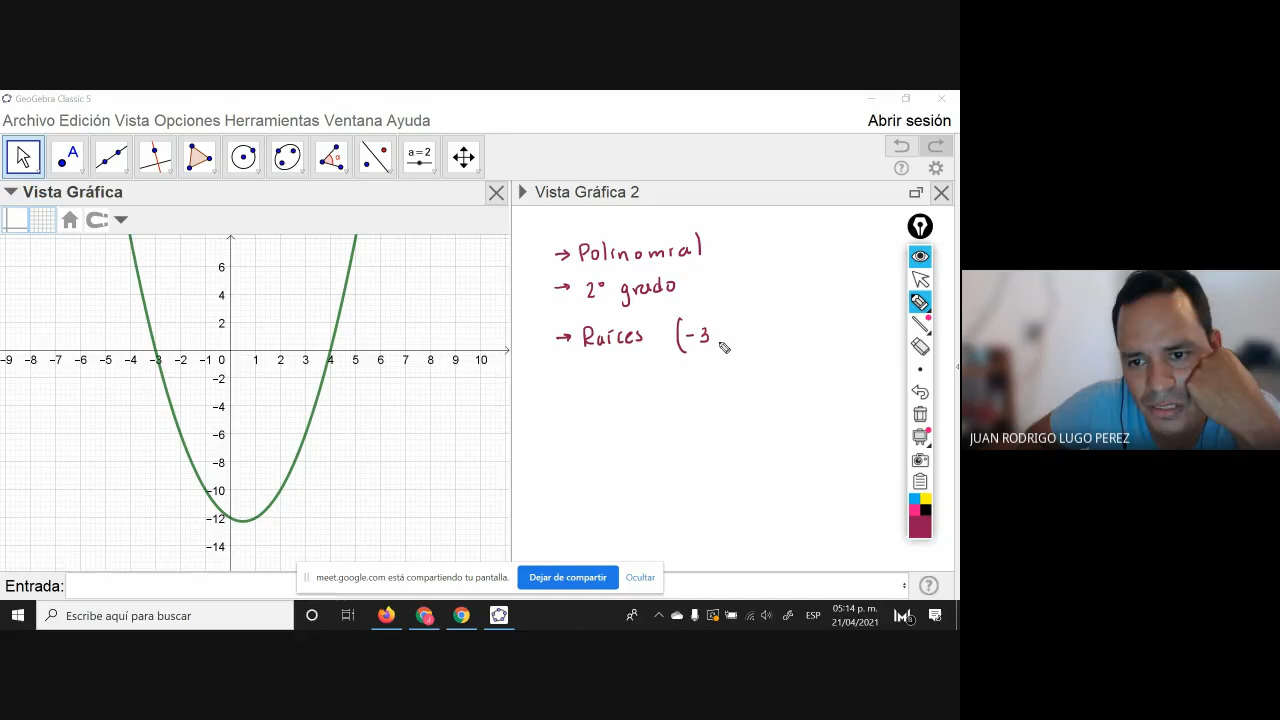 GeoGebra Classic 5
Archivo Edición Vista Opciones Herramientas Ventana Ayuda
Abrir sesión
A
α
a=2
Vista Gráfica
Vista Gráfica 2
→ Polinomial
→ 2° grado
→ Raíces (-3
6
4
2
-9 -8 -7 -6 -5 -4 -3 -2 -1 0 1 2 3 4 5 6 7 8 9 10
-2
-4
-6
-8
-10
-12
-14
JUAN RODRIGO LUGO PEREZ
meet.google.com está compartiendo tu pantalla.
Dejar de compartir
Ocultar
Entrada:
Escribe aquí para buscar
ESP
05:14 p. m.
21/04/2021